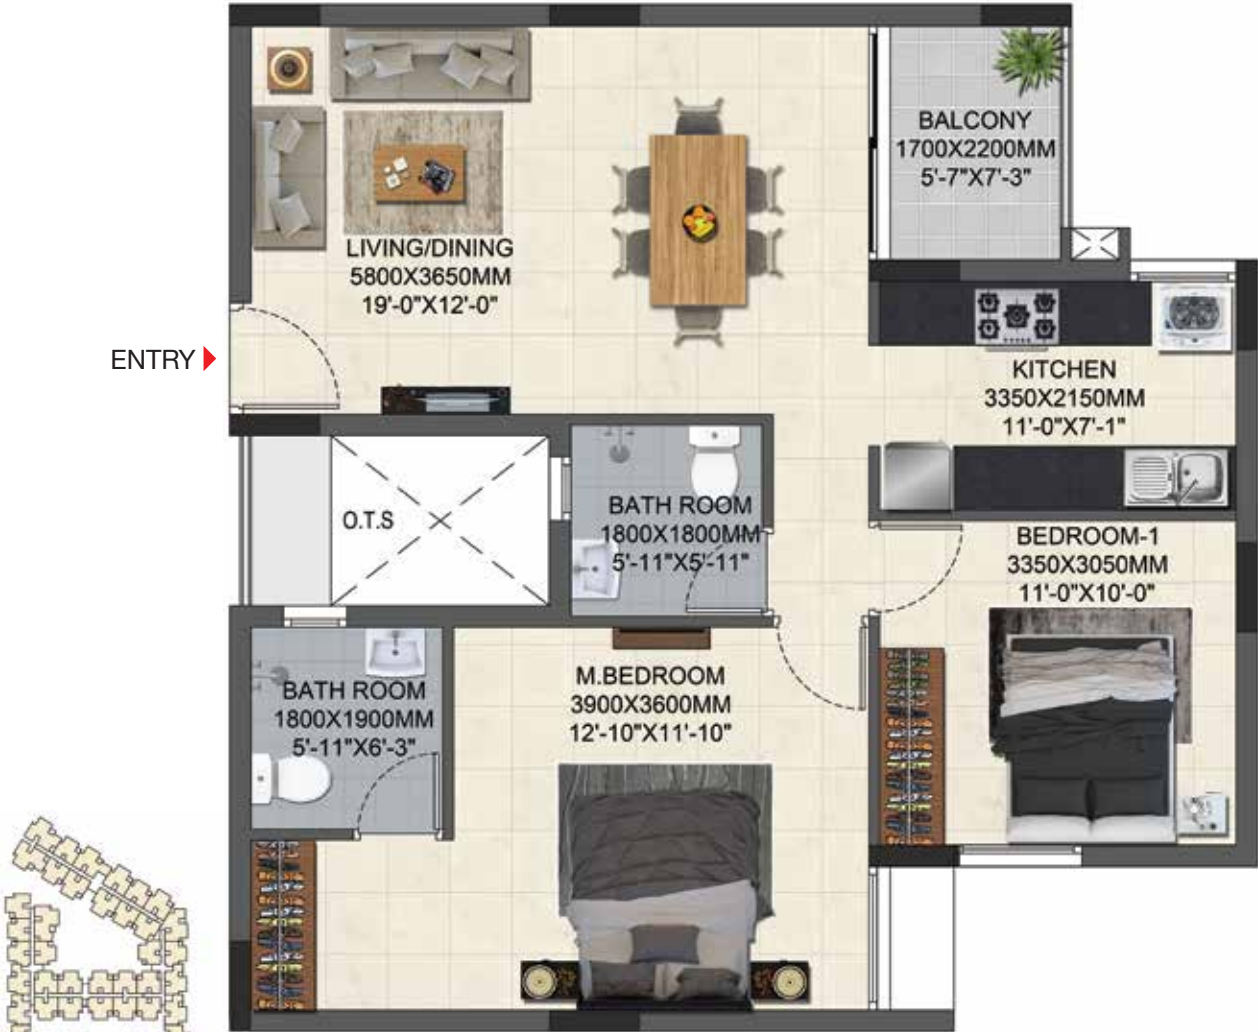 BALCONY
1700X2200MM
5'-7"X7'-3"
LIVING/DINING
5800X3650MM
19'-0"X12'-0"
ENTRY
KITCHEN
3350X2150MM
11'-0"X7'-1"
O.T.S
BATH ROOM
1800X1800MM
5'-11"X5'-11"
BEDROOM-1
3350X3050MM
11'-0"X10'-0"
BATH ROOM
1800X1900MM
5'-11"X6'-3"
M.BEDROOM
3900X3600MM
12'-10"X11'-10"